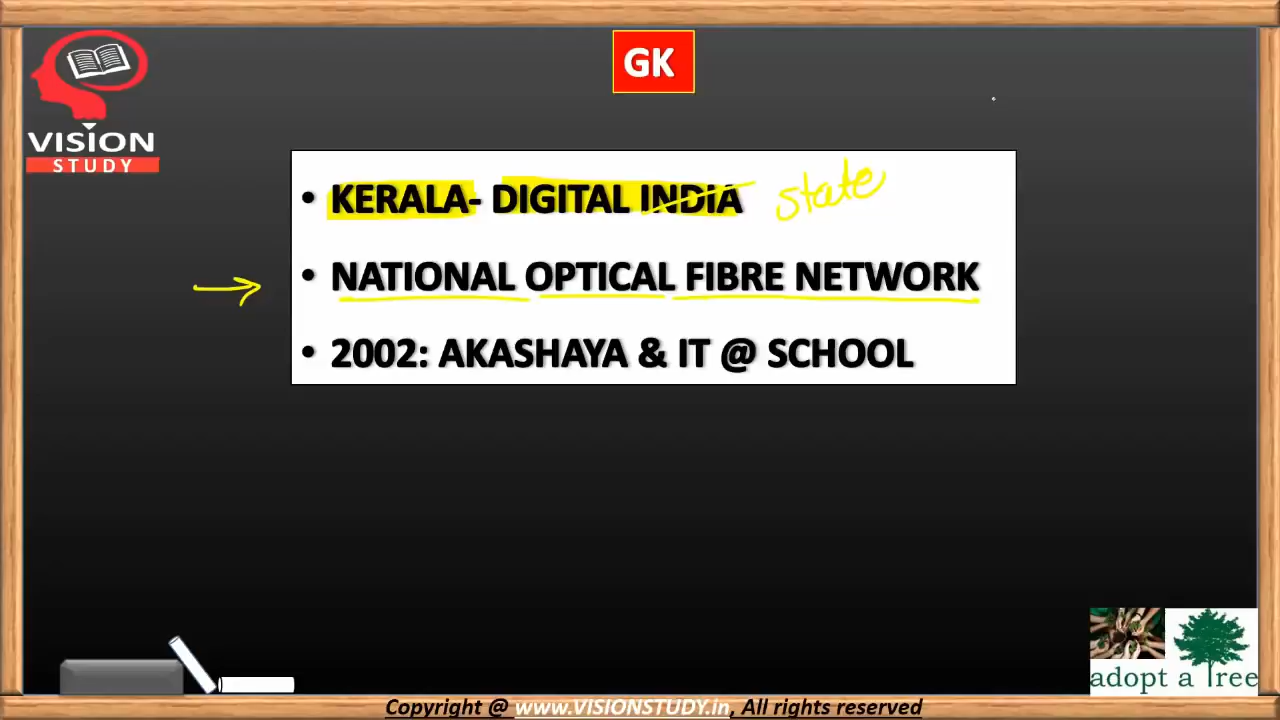 GK
VISION
STUDY
• KERALA- DIGITAL INDIA state
• NATIONAL OPTICAL FIBRE NETWORK
• 2002: AKASHAYA & IT @ SCHOOL
adopt a Tree
Copyright @ www.VISIONSTUDY.in, All rights reserved